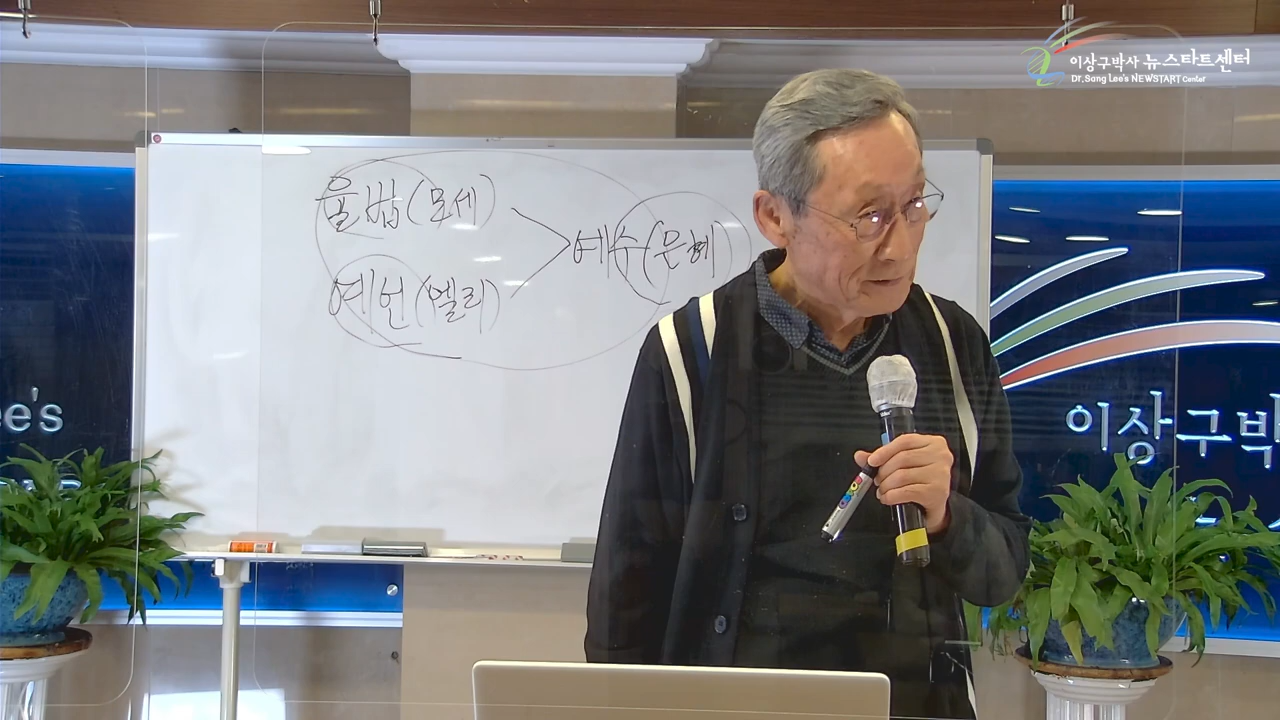 이상구박사 뉴스타트센터
Dr. Sang Lee's NEWSTART Center
율법(모세)
예수(은혜)
예언(엘리)
ee's
이상구박